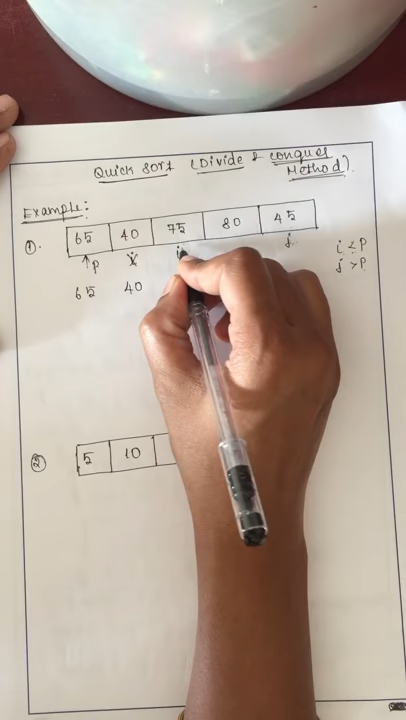 Quick Sort (Divide & Conquer
Method).
Example:
①. 65 40 75 80 45
↑p i i j
i ≤ P
j > P
65 40
② 5 10